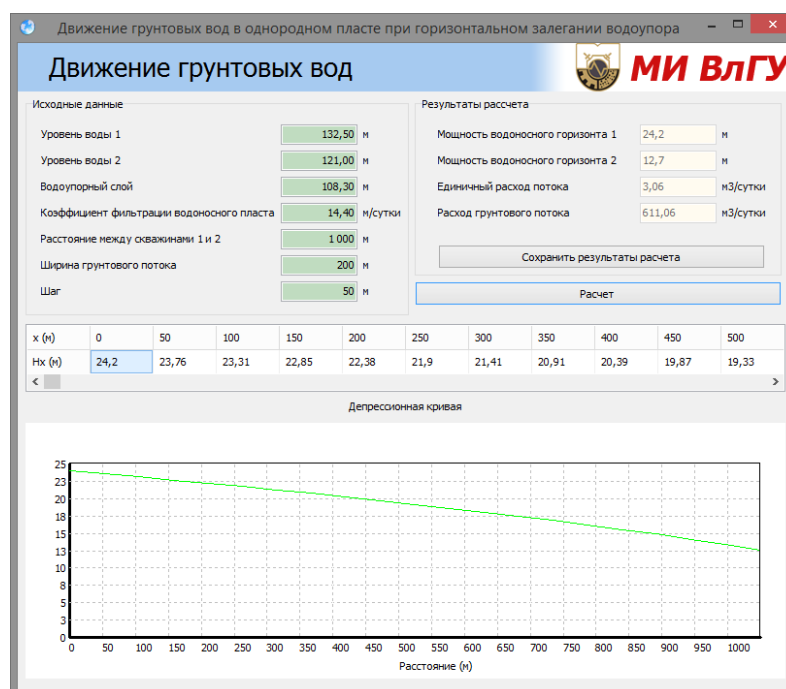 Движение грунтовых вод в однородном пласте при горизонтальном залегании водоупора
Движение грунтовых вод
МИ ВлГУ
Исходные данные
Уровень воды 1 132,50 м
Уровень воды 2 121,00 м
Водоупорный слой 108,30 м
Коэффициент фильтрации водоносного пласта 14,40 м/сутки
Расстояние между скважинами 1 и 2 1 000 м
Ширина грунтового потока 200 м
Шаг 50 м
Результаты рассчета
Мощность водоносного горизонта 1 24,2 м
Мощность водоносного горизонта 2 12,7 м
Единичный расход потока 3,06 м3/сутки
Расход грунтового потока 611,06 м3/сутки
Сохранить результаты расчета
Расчет
x (м) 0 50 100 150 200 250 300 350 400 450 500
Hx (м) 24,2 23,76 23,31 22,85 22,38 21,9 21,41 20,91 20,39 19,87 19,33
Депрессионная кривая
25
23
20
18
15
13
10
8
5
3
0
0 50 100 150 200 250 300 350 400 450 500 550 600 650 700 750 800 850 900 950 1000
Расстояние (м)